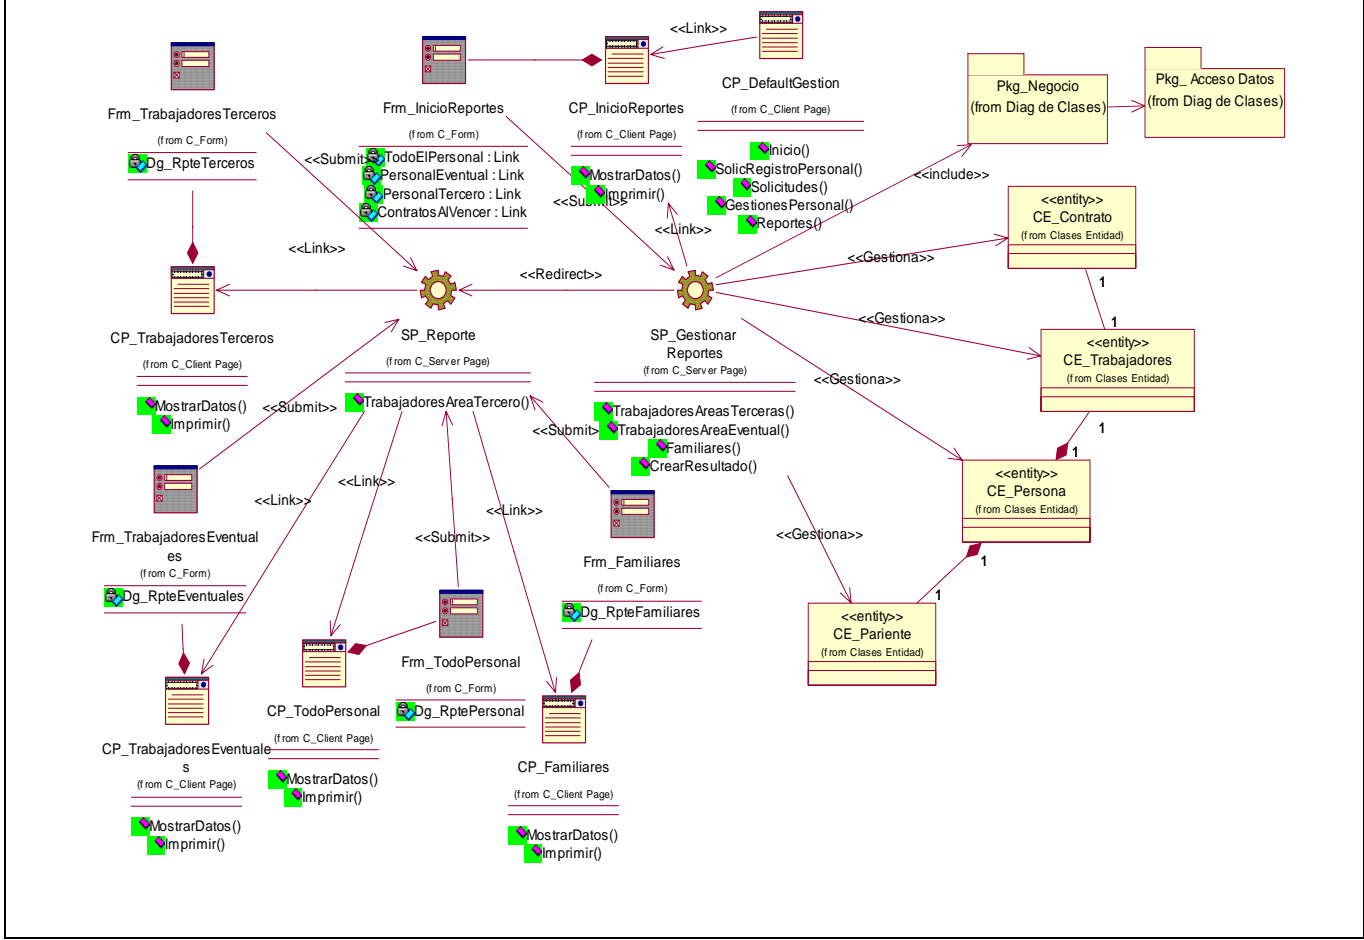 <<Link>>
Frm_TrabajadoresTerceros
(from C_Form)
Dg_RpteTerceros
Frm_InicioReportes
(from C_Form)
TodoElPersonal : Link
PersonalEventual : Link
PersonalTercero : Link
ContratosAlVencer : Link
CP_InicioReportes
(from C_Client Page)
MostrarDatos()
Imprimir()
CP_DefaultGestion
(from C_Client Page)
Inicio()
SolicRegistroPersonal()
Solicitudes()
GestionesPersonal()
Reportes()
Pkg_Negocio
(from Diag de Clases)
Pkg_ Acceso Datos
(from Diag de Clases)
<<Submit>>
<<Submit>>
<<Link>>
<<include>>
<<Link>>
<<Redirect>>
<<Gestiona>>
<<entity>>
CE_Contrato
(from Clases Entidad)
1
1
<<Gestiona>>
<<entity>>
CE_Trabajadores
(from Clases Entidad)
1
1
CP_TrabajadoresTerceros
(from C_Client Page)
MostrarDatos()
Imprimir()
SP_Reporte
(from C_Server Page)
TrabajadoresAreaTercero()
SP_Gestionar
Reportes
(from C_Server Page)
TrabajadoresAreasTerceras()
TrabajadoresAreaEventual()
Familiares()
CrearResultado()
<<Gestiona>>
<<Submit>>
<<Submit>
<<entity>>
CE_Persona
(from Clases Entidad)
1
1
<<Link>>
<<Link>>
<<Link>>
<<Submit>>
<<Gestiona>>
Frm_TrabajadoresEventual
es
(from C_Form)
Dg_RpteEventuales
Frm_Familiares
(from C_Form)
Dg_RpteFamiliares
<<entity>>
CE_Pariente
(from Clases Entidad)
Frm_TodoPersonal
(from C_Form)
Dg_RptePersonal
CP_TodoPersonal
(from C_Client Page)
MostrarDatos()
Imprimir()
CP_TrabajadoresEventuale
s
(from C_Client Page)
MostrarDatos()
Imprimir()
CP_Familiares
(from C_Client Page)
MostrarDatos()
Imprimir()